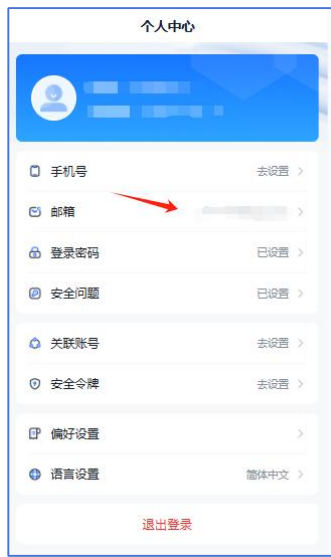 个人中心
手机号 去设置
邮箱
登录密码 已设置
安全问题 已设置
关联账号 去设置
安全令牌 去设置
偏好设置
语言设置 简体中文
退出登录